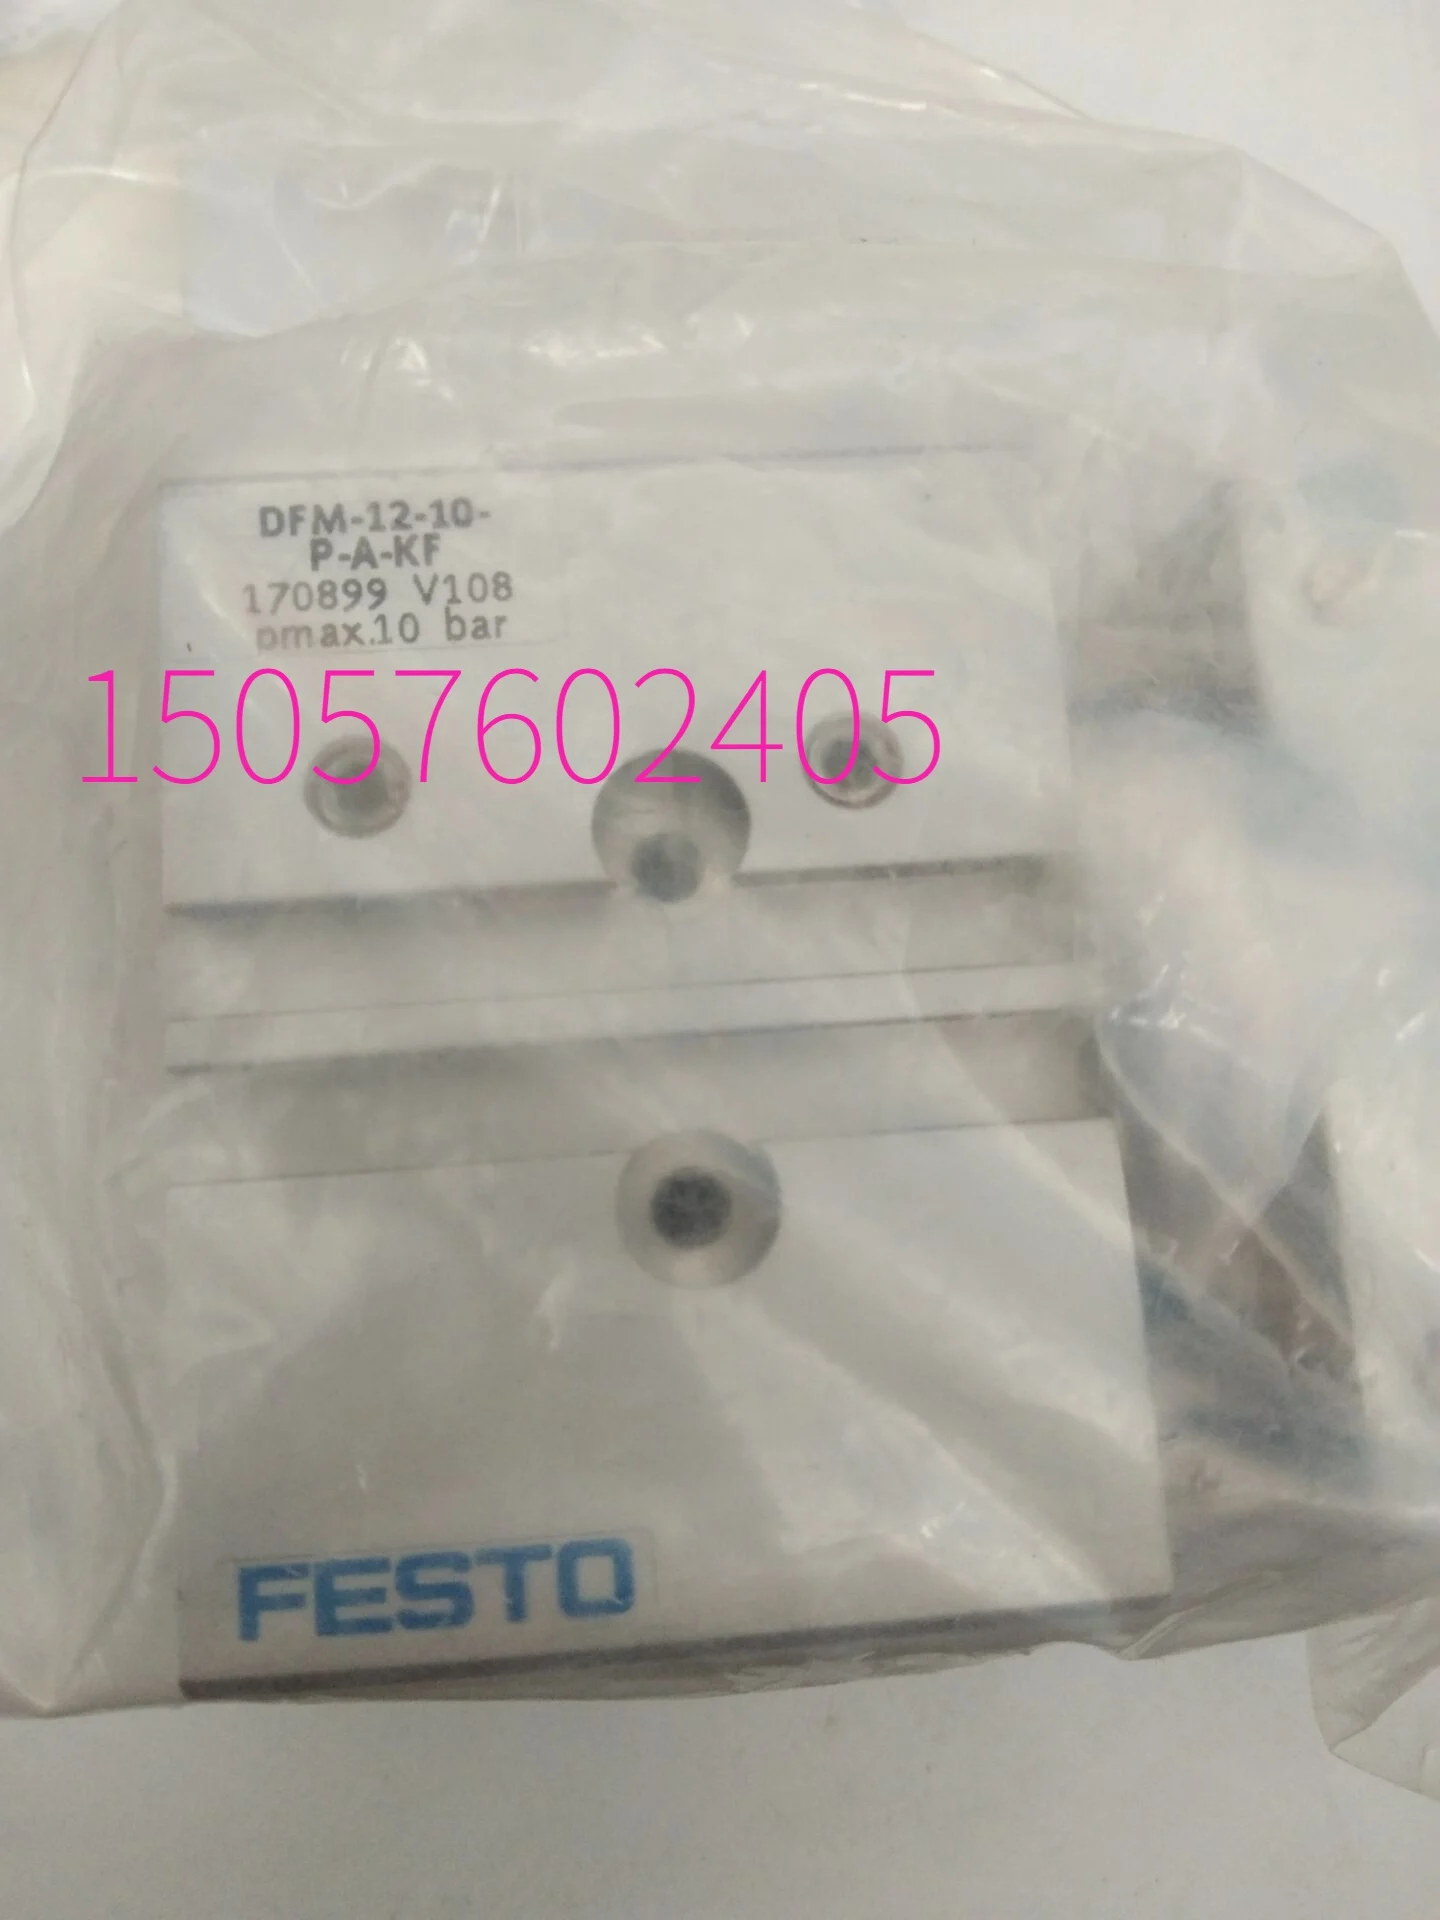 DFM-12-10-
P-A-KF
170899 V108
pmax.10 bar
15057602405
FESTO